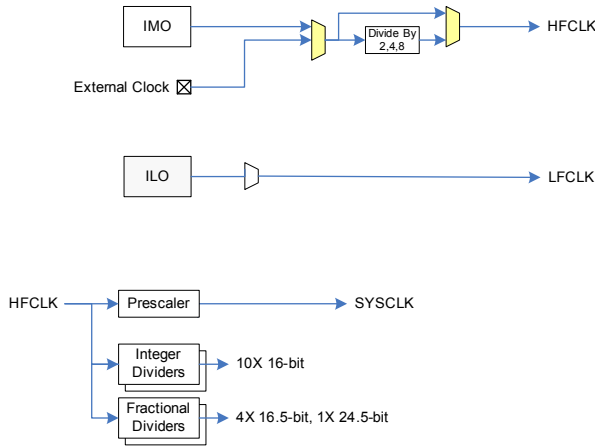 IMO
Divide By
2,4,8
HFCLK
External Clock
ILO
LFCLK
HFCLK
Prescaler
SYSCLK
Integer
Dividers
10X 16-bit
Fractional
Dividers
4X 16.5-bit, 1X 24.5-bit